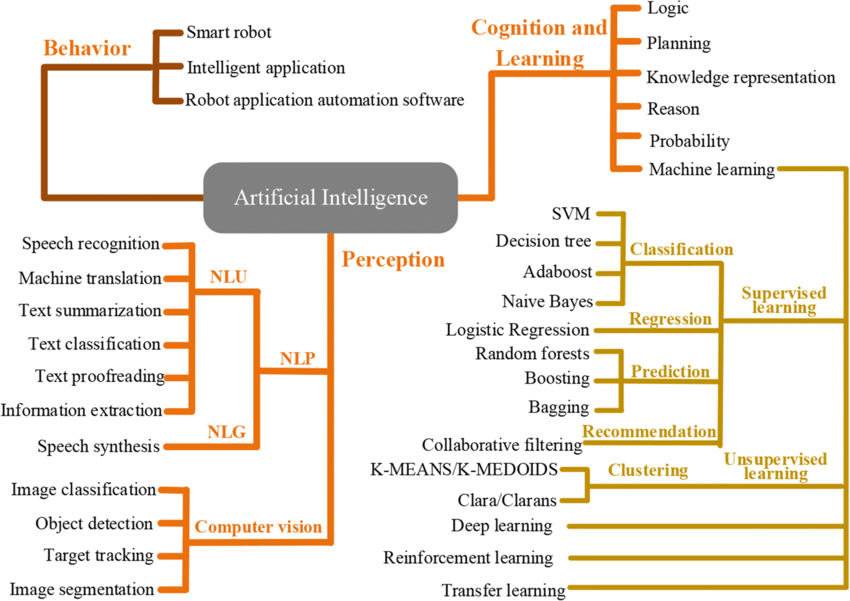 Behavior
Smart robot
Intelligent application
Robot application automation software
Cognition and
Learning
Logic
Planning
Knowledge representation
Reason
Probability
Machine learning
Artificial Intelligence
Perception
Speech recognition
Machine translation
Text summarization
Text classification
Text proofreading
Information extraction
NLU
NLP
NLG
Speech synthesis
Image classification
Object detection
Target tracking
Image segmentation
Computer vision
SVM
Decision tree
Adaboost
Naive Bayes
Classification
Logistic Regression
Regression
Supervised
learning
Random forests
Boosting
Bagging
Prediction
Collaborative filtering
Recommendation
K-MEANS/K-MEDOIDS
Clara/Clarans
Clustering
Unsupervised
learning
Deep learning
Reinforcement learning
Transfer learning